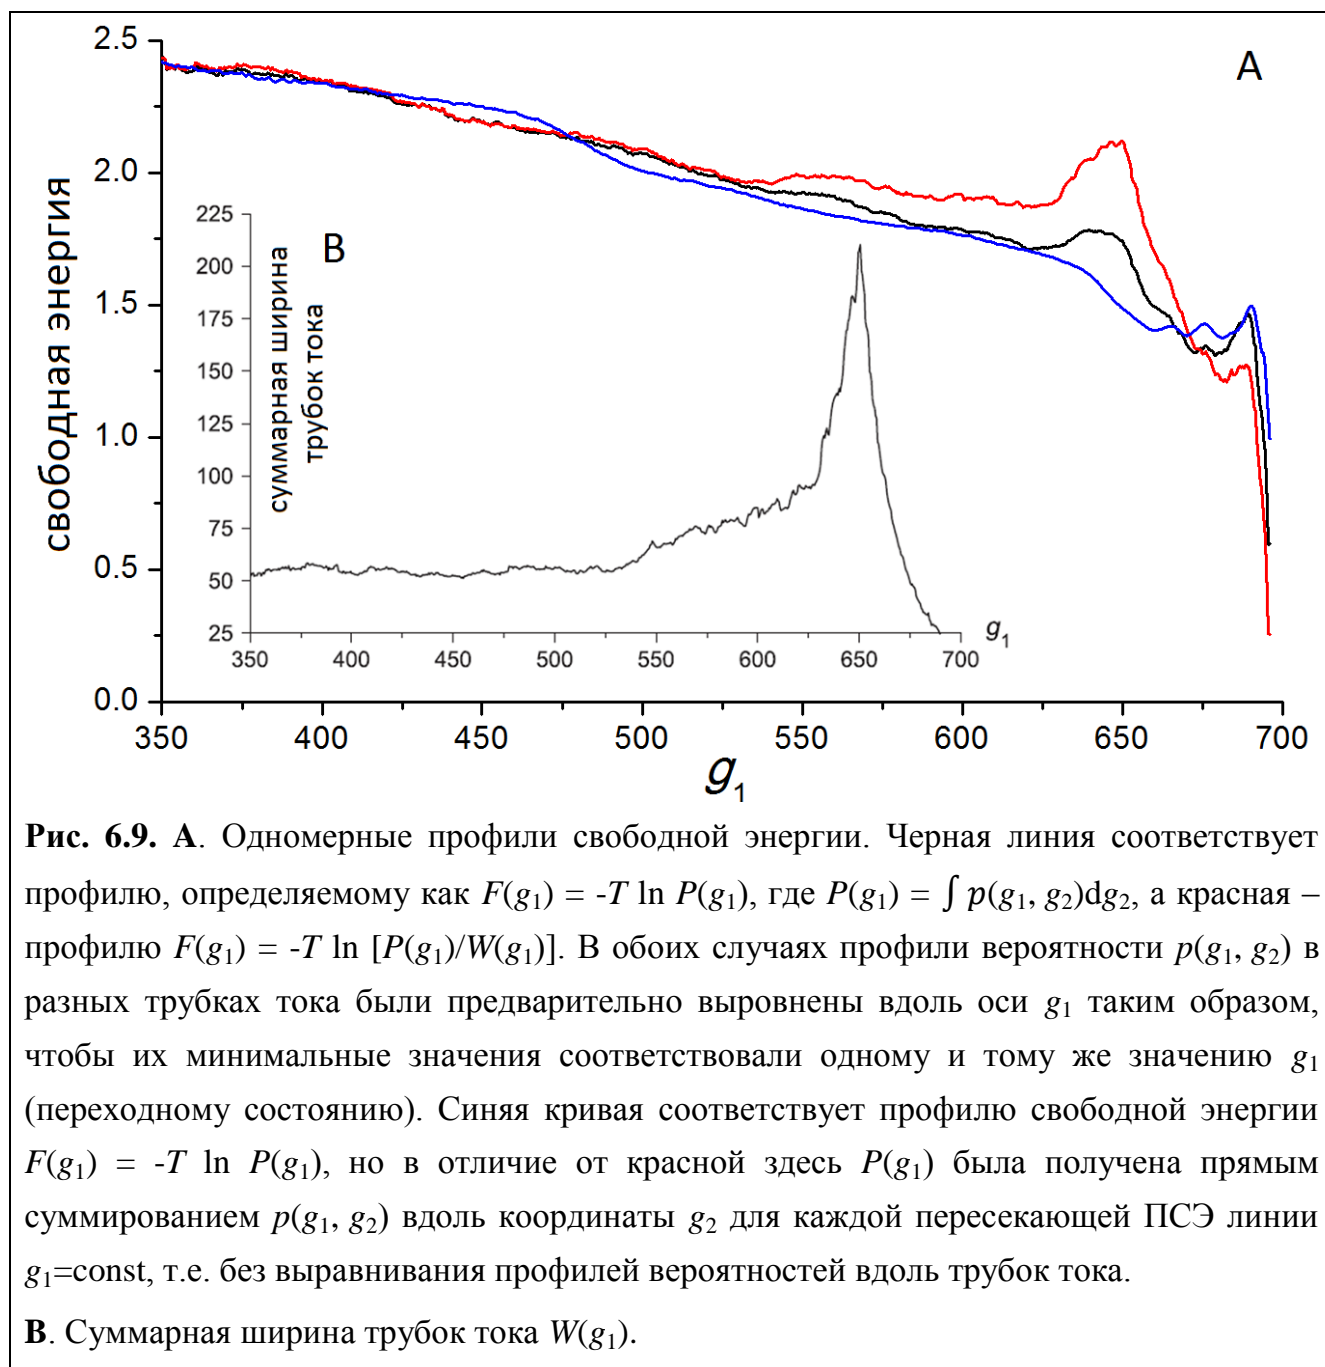 A
2.5
2.0
1.5
1.0
0.5
0.0
свободная энергия
350 400 450 500 550 600 650 700
g1
B
225
200
175
150
125
100
75
50
25
суммарная ширина
трубок тока
350 400 450 500 550 600 650 700
g1
Рис. 6.9. А. Одномерные профили свободной энергии. Черная линия соответствует
профилю, определяемому как F(g1) = -T ln P(g1), где P(g1) = ∫ p(g1, g2)dg2, а красная –
профилю F(g1) = -T ln [P(g1)/W(g1)]. В обоих случаях профили вероятности p(g1, g2) в
разных трубках тока были предварительно выровнены вдоль оси g1 таким образом,
чтобы их минимальные значения соответствовали одному и тому же значению g1
(переходному состоянию). Синяя кривая соответствует профилю свободной энергии
F(g1) = -T ln P(g1), но в отличие от красной здесь P(g1) была получена прямым
суммированием p(g1, g2) вдоль координаты g2 для каждой пересекающей ПСЭ линии
g1=const, т.е. без выравнивания профилей вероятностей вдоль трубок тока.
В. Суммарная ширина трубок тока W(g1).